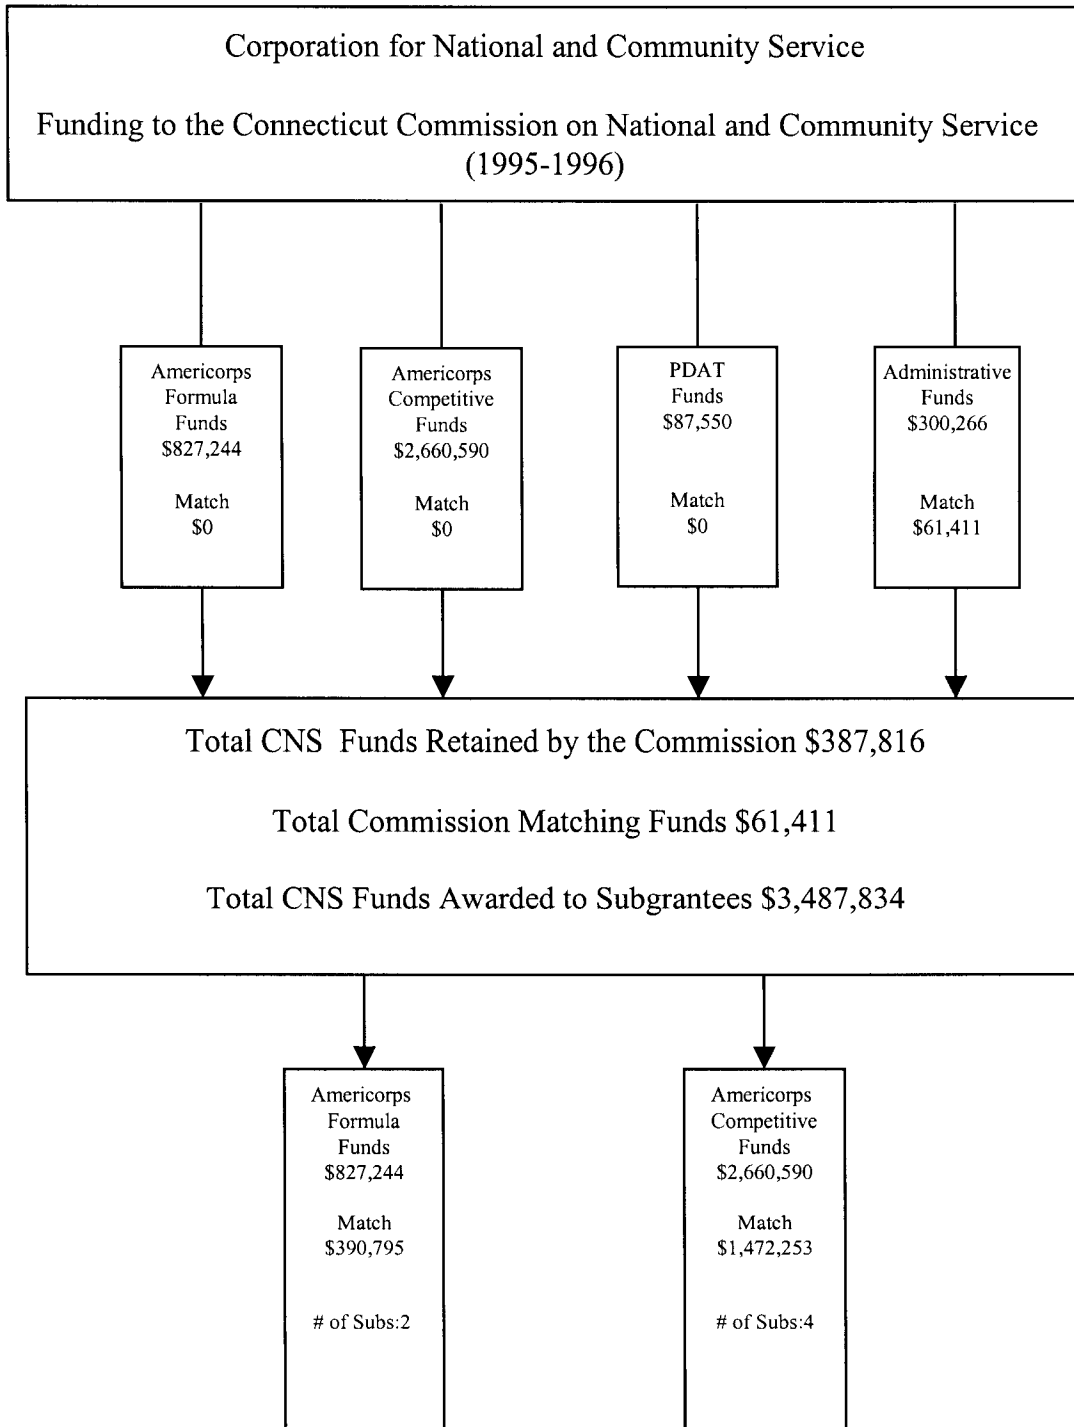 Corporation for National and Community Service
Funding to the Connecticut Commission on National and Community Service
(1995-1996)
Americorps
Formula
Funds
$827,244
Match
$0
Americorps
Competitive
Funds
$2,660,590
Match
$0
PDAT
Funds
$87,550
Match
$0
Administrative
Funds
$300,266
Match
$61,411
Total CNS Funds Retained by the Commission $387,816
Total Commission Matching Funds $61,411
Total CNS Funds Awarded to Subgrantees $3,487,834
Americorps
Formula
Funds
$827,244
Match
$390,795
# of Subs:2
Americorps
Competitive
Funds
$2,660,590
Match
$1,472,253
# of Subs:4